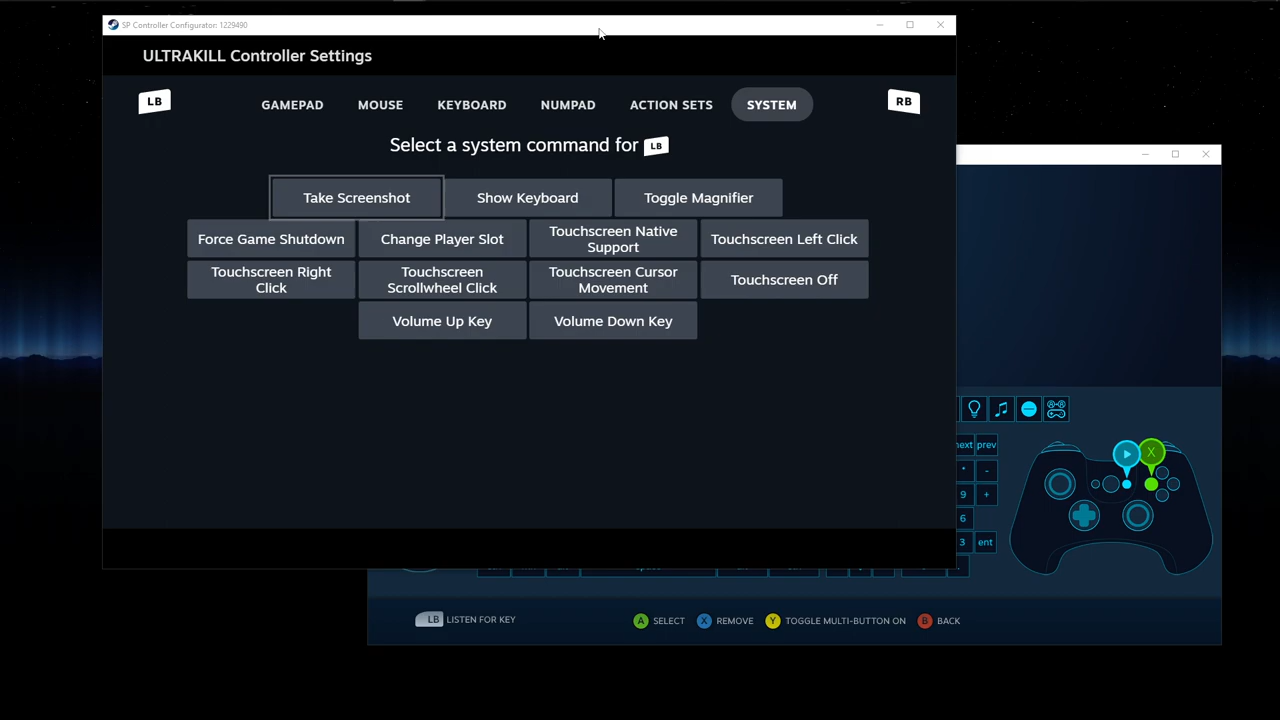 SP Controller Configurator: 1229490
ULTRAKILL Controller Settings
LB
GAMEPAD
MOUSE
KEYBOARD
NUMPAD
ACTION SETS
SYSTEM
RB
Select a system command for LB
Take Screenshot
Show Keyboard
Toggle Magnifier
Force Game Shutdown
Change Player Slot
Touchscreen Native
Support
Touchscreen Left Click
Touchscreen Right
Click
Touchscreen
Scrollwheel Click
Touchscreen Cursor
Movement
Touchscreen Off
Volume Up Key
Volume Down Key
next
prev
*
-
9
+
6
3
ent
X
LB LISTEN FOR KEY
A SELECT
X REMOVE
Y TOGGLE MULTI-BUTTON ON
B BACK